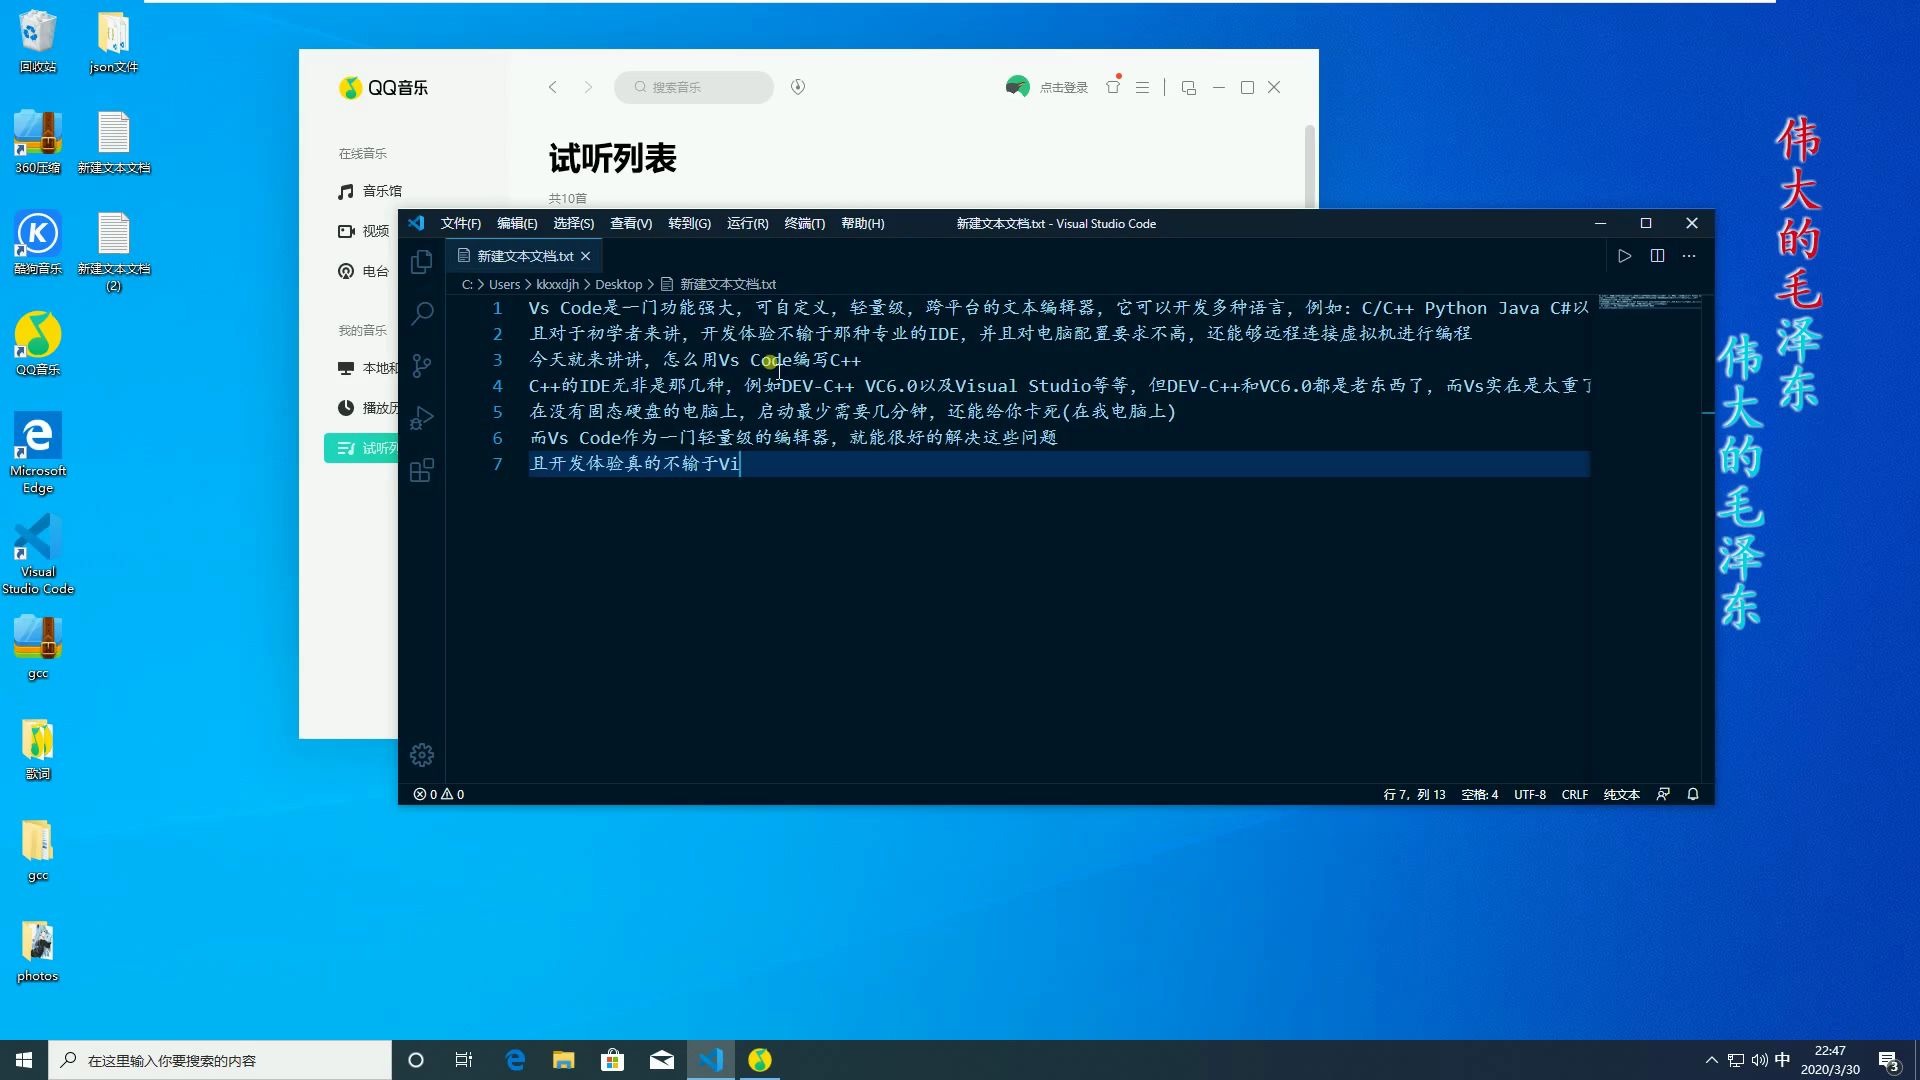 回收站
json文件
360压缩
新建文本文档
酷狗音乐
新建文本文档
(2)
QQ音乐
Microsoft
Edge
Visual
Studio Code
gcc
歌词
gcc
photos
QQ音乐
搜索音乐
点击登录
在线音乐
音乐馆
视频
电台
我的音乐
本地和
播放历
试听列
试听列表
共10首
文件(F) 编辑(E) 选择(S) 查看(V) 转到(G) 运行(R) 终端(T) 帮助(H)
新建文本文档.txt - Visual Studio Code
新建文本文档.txt
C: > Users > kkxxdjh > Desktop > 新建文本文档.txt
1 Vs Code是一门功能强大，可自定义，轻量级，跨平台的文本编辑器，它可以开发多种语言，例如：C/C++ Python Java C#以
2 且对于初学者来讲，开发体验不输于那种专业的IDE，并且对电脑配置要求不高，还能够远程连接虚拟机进行编程
3 今天就来讲讲，怎么用Vs Code编写C++
4 C++的IDE无非是那几种，例如DEV-C++ VC6.0以及Visual Studio等等，但DEV-C++和VC6.0都是老东西了，而Vs实在是太重了
5 在没有固态硬盘的电脑上，启动最少需要几分钟，还能给你卡死(在我电脑上)
6 而Vs Code作为一门轻量级的编辑器，就能很好的解决这些问题
7 且开发体验真的不输于Vi
0 0
行 7，列 13 空格: 4 UTF-8 CRLF 纯文本
伟大的毛泽东
伟大的毛泽东
在这里输入你要搜索的内容
中
22:47
2020/3/30
3